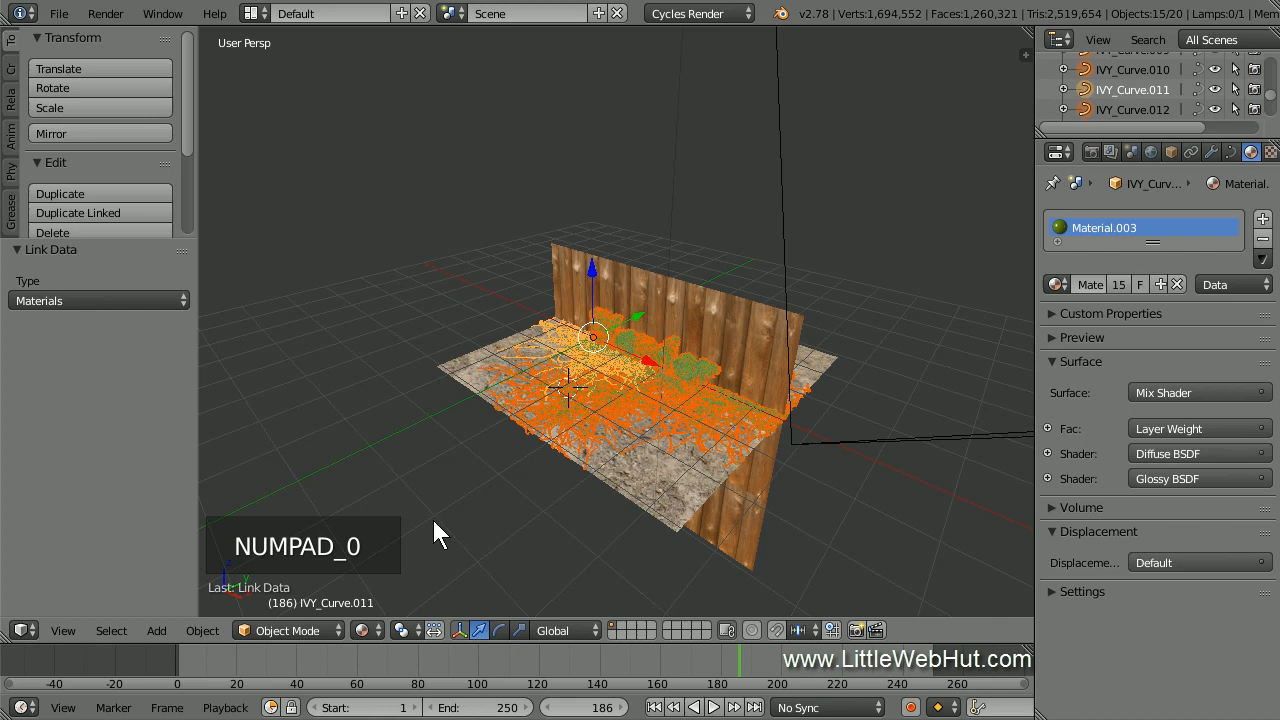 File Render Window Help Default Scene Cycles Render v2.78 | Verts:1,694,552 | Faces:1,260,321 | Tris:2,519,654 | Objects:15/20 | Lamps:0/1 | Mem
Transform
Translate
Rotate
Scale
Mirror
Edit
Duplicate
Duplicate Linked
Delete
Link Data
Type
Materials
To
Cr
Rela
Anim
Phy
Grease
User Persp
NUMPAD_0
Last: Link Data
(186) IVY_Curve.011
View Select Add Object Object Mode Global
www.LittleWebHut.com
-40 -20 0 20 40 60 80 100 120 140 160 180 200 220 240 260
View Marker Frame Playback Start: 1 End: 250 186 No Sync
View Search All Scenes
IVY_Curve.010
IVY_Curve.011
IVY_Curve.012
IVY_Curv... Material.
Material.003
Mate 15 F Data
Custom Properties
Preview
Surface
Surface: Mix Shader
Fac: Layer Weight
Shader: Diffuse BSDF
Shader: Glossy BSDF
Volume
Displacement
Displaceme... Default
Settings